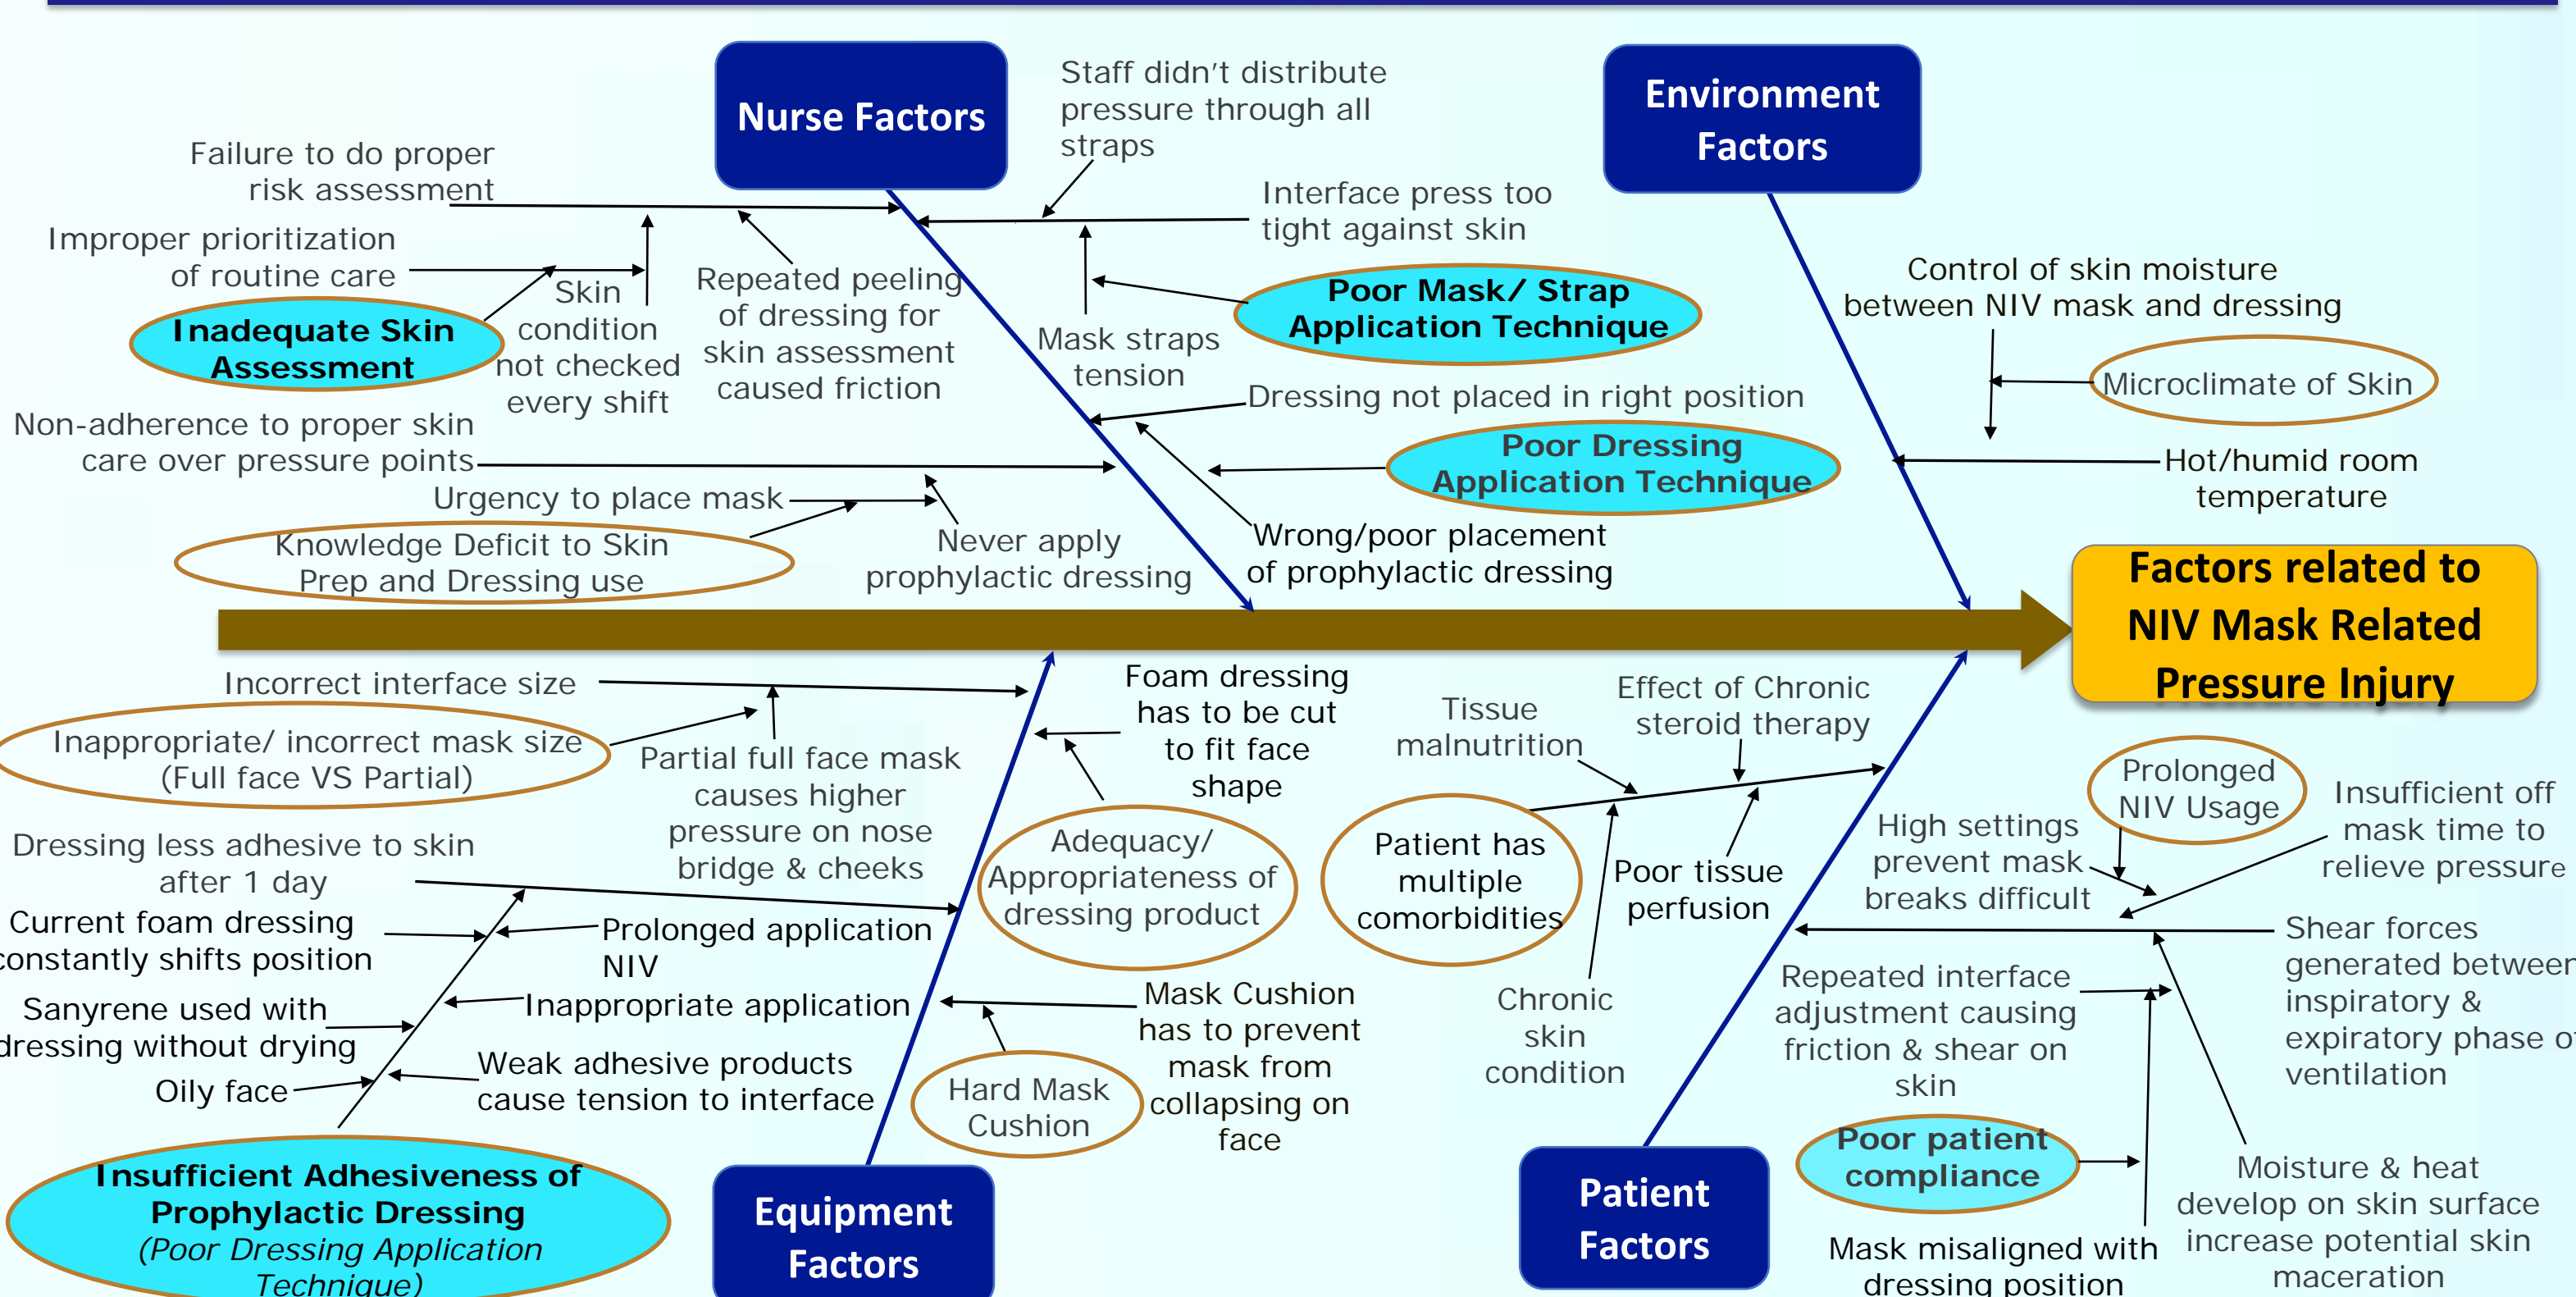 Nurse Factors
Staff didn't distribute
pressure through all
straps
Environment
Factors
Failure to do proper
risk assessment
Interface press too
tight against skin
Improper prioritization
of routine care
Skin
condition
not checked
every shift
Repeated peeling
of dressing for
skin assessment
caused friction
Inadequate Skin
Assessment
Mask straps
tension
Poor Mask/ Strap
Application Technique
Control of skin moisture
between NIV mask and dressing
Microclimate of Skin
Dressing not placed in right position
Non-adherence to proper skin
care over pressure points
Poor Dressing
Application Technique
Hot/humid room
temperature
Urgency to place mask
Knowledge Deficit to Skin
Prep and Dressing use
Never apply
prophylactic dressing
Wrong/poor placement
of prophylactic dressing
Factors related to
NIV Mask Related
Pressure Injury
Incorrect interface size
Inappropriate/ incorrect mask size
(Full face VS Partial)
Partial full face mask
causes higher
pressure on nose
bridge & cheeks
Foam dressing
has to be cut
to fit face
shape
Adequacy/
Appropriateness of
dressing product
Tissue
malnutrition
Effect of Chronic
steroid therapy
Patient has
multiple
comorbidities
Poor tissue
perfusion
Chronic
skin
condition
Prolonged
NIV Usage
High settings
prevent mask
breaks difficult
Insufficient off
mask time to
relieve pressure
Shear forces
generated between
inspiratory &
expiratory phase of
ventilation
Dressing less adhesive to skin
after 1 day
Current foam dressing
constantly shifts position
Prolonged application
NIV
Sanyrene used with
dressing without drying
Inappropriate application
Oily face
Weak adhesive products
cause tension to interface
Insufficient Adhesiveness of
Prophylactic Dressing
(Poor Dressing Application
Technique)
Mask Cushion
has to prevent
mask from
collapsing on
face
Hard Mask
Cushion
Equipment
Factors
Repeated interface
adjustment causing
friction & shear on
skin
Poor patient
compliance
Patient
Factors
Mask misaligned with
dressing position
Moisture & heat
develop on skin surface
increase potential skin
maceration